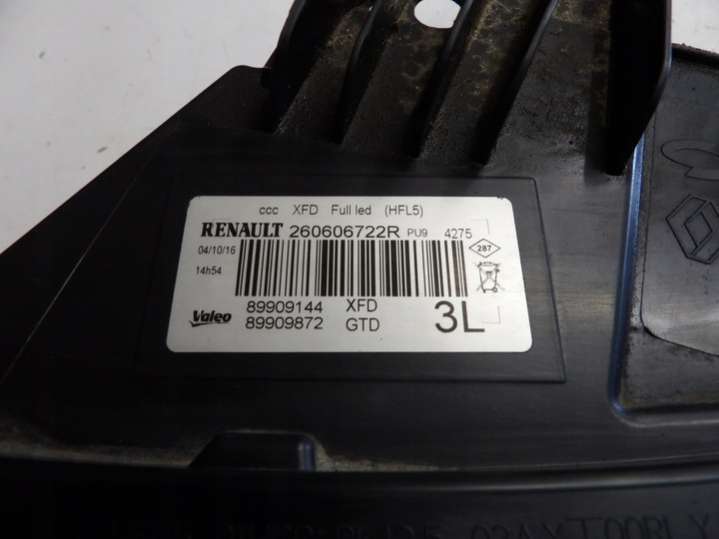 ccc XFD Full led (HFL5)
RENAULT 260606722R PU9 4275
04/10/16
287
14h54
89909144 XFD
Valeo 89909872 GTD 3L